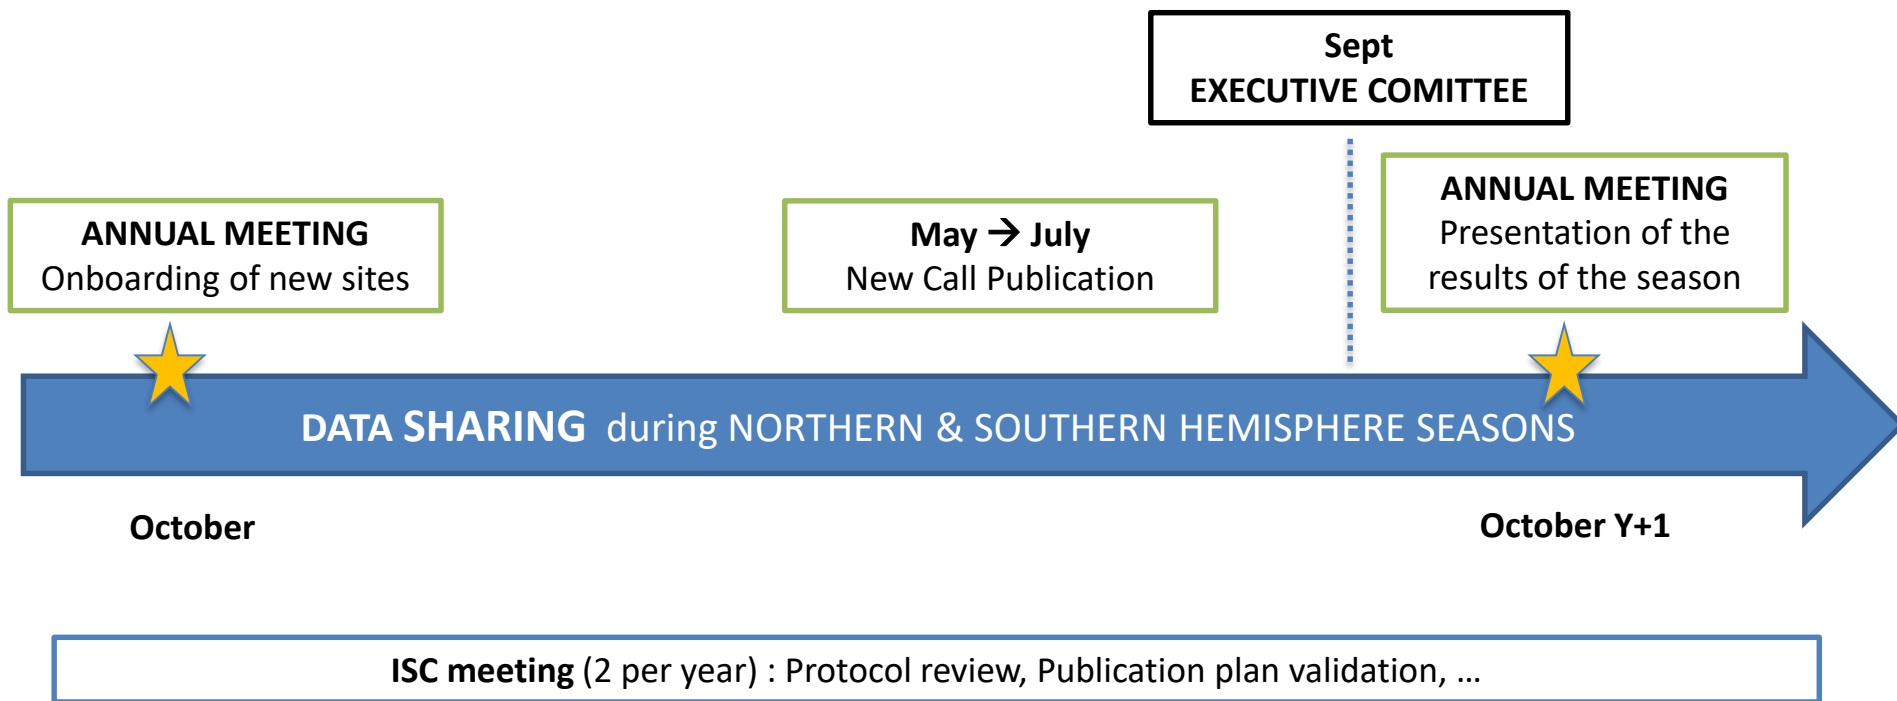 Sept
EXECUTIVE COMITTEE
ANNUAL MEETING
Onboarding of new sites
May → July
New Call Publication
ANNUAL MEETING
Presentation of the
results of the season
DATA SHARING during NORTHERN & SOUTHERN HEMISPHERE SEASONS
October
October Y+1
ISC meeting (2 per year) : Protocol review, Publication plan validation, ...